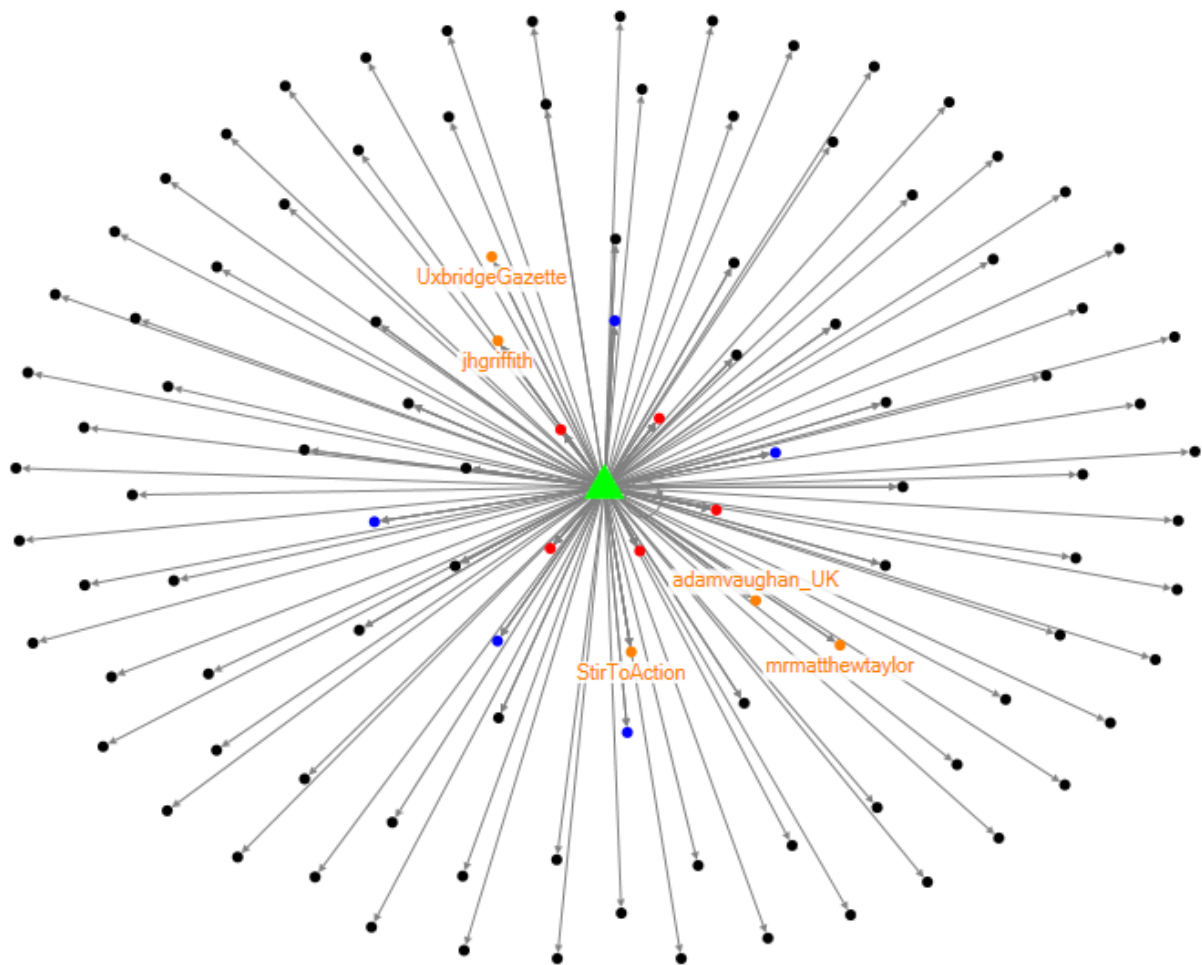 UxbridgeGazette
jhgriffith
adamvaughan_UK
mrmatthewtaylor
StirToAction